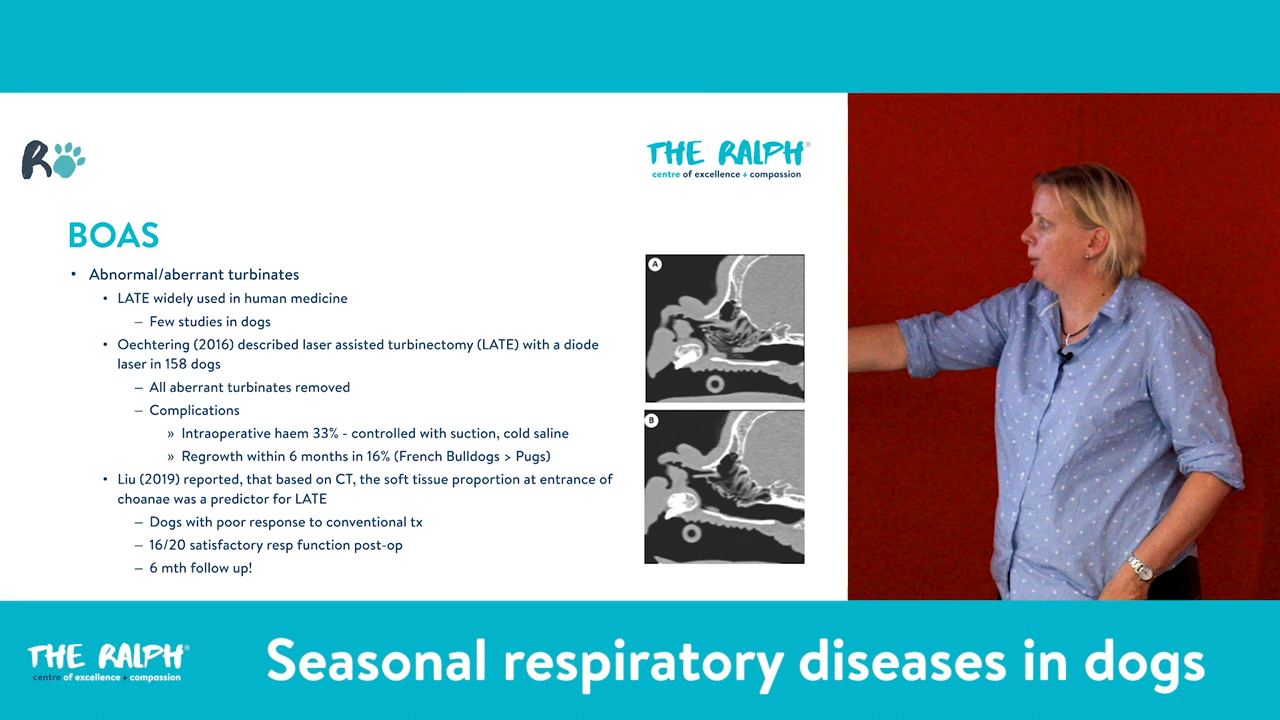 THE RALPH®
centre of excellence + compassion
BOAS
• Abnormal/aberrant turbinates
• LATE widely used in human medicine
– Few studies in dogs
• Oechtering (2016) described laser assisted turbinectomy (LATE) with a diode
laser in 158 dogs
– All aberrant turbinates removed
– Complications
» Intraoperative haem 33% - controlled with suction, cold saline
» Regrowth within 6 months in 16% (French Bulldogs > Pugs)
• Liu (2019) reported, that based on CT, the soft tissue proportion at entrance of
choanae was a predictor for LATE
– Dogs with poor response to conventional tx
– 16/20 satisfactory resp function post-op
– 6 mth follow up!
A
B
THE RALPH®
centre of excellence + compassion
Seasonal respiratory diseases in dogs